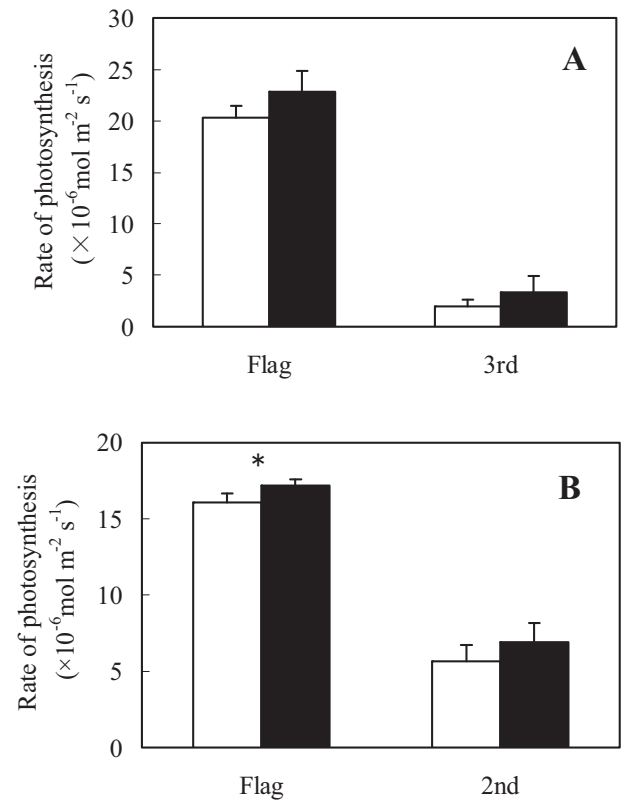 30
A
25
20
15
10
5
0
Rate of photosynthesis
(×10⁻⁶mol m⁻² s⁻¹)
Flag 3rd
20
*
B
15
10
5
0
Rate of photosynthesis
(×10⁻⁶mol m⁻² s⁻¹)
Flag 2nd